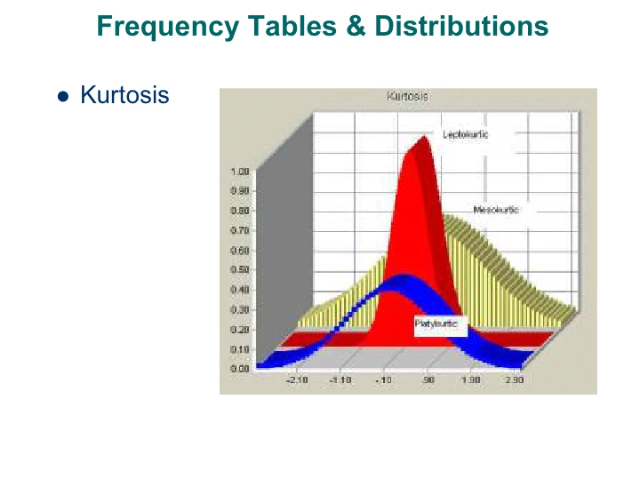 Frequency Tables & Distributions
● Kurtosis
Kurtosis
Leptokurtic
Mesokurtic
Platykurtic
1.00
0.90
0.80
0.70
0.60
0.50
0.40
0.30
0.20
0.10
0.00
-2.10 -1.10 -.10 .90 1.90 2.90